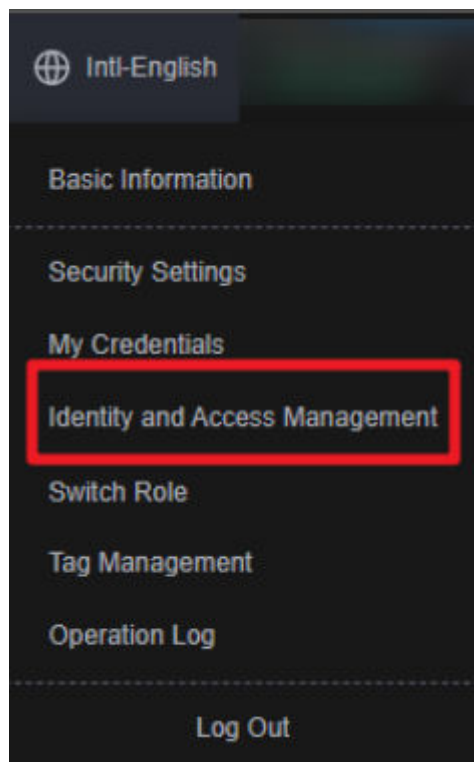 Intl-English
Basic Information
Security Settings
My Credentials
Identity and Access Management
Switch Role
Tag Management
Operation Log
Log Out